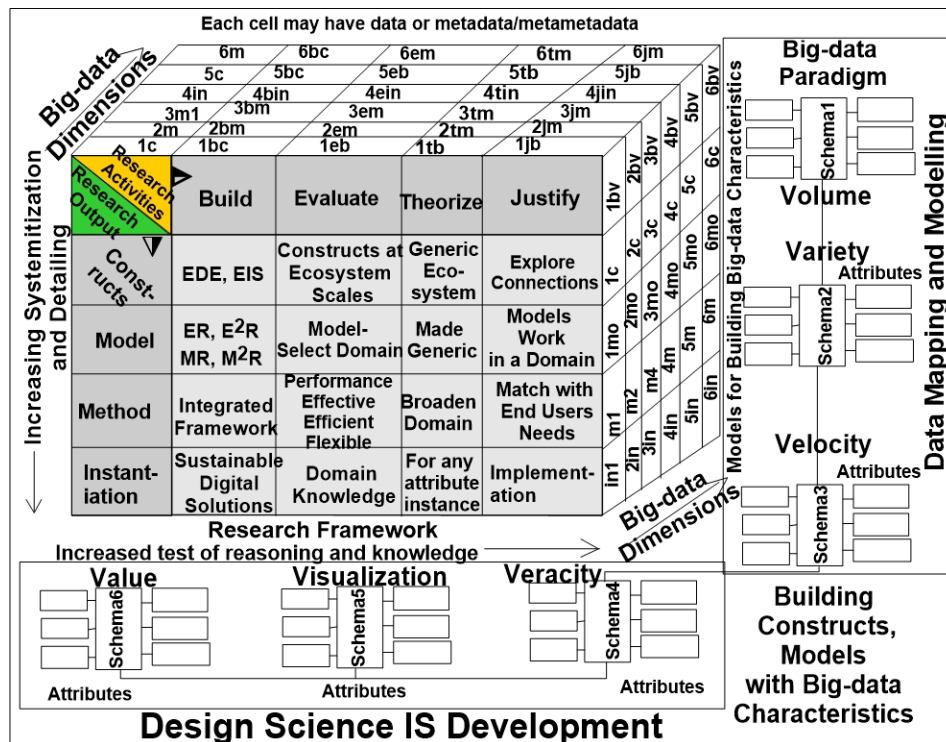 Each cell may have data or metadata/metametadata
Big-data
Dimensions
6m 6bc 6em 6tm 6jm
5c 5bc 5eb 5tb 5jb
4in 4bin 4ein 4tin 4jin
3m1 3bm 3em 3tm 3jm
2m 2bm 2em 2tm 2jm
1c 1bc 1eb 1tb 1jb
Research
Activities
Research
Output
Build Evaluate Theorize Justify
Const-
ructs
EDE, EIS
Constructs at
Ecosystem
Scales
Generic
Eco-
system
Explore
Connections
Model
ER, E²R
MR, M²R
Model-
Select Domain
Made
Generic
Models
Work
in a Domain
Method
Integrated
Framework
Performance
Effective
Efficient
Flexible
Broaden
Domain
Match with
End Users
Needs
Instant-
iation
Sustainable
Digital
Solutions
Domain
Knowledge
For any
attribute
instance
Implement-
ation
1bv 2bv 3bv 4bv 5bv 6bv
1c 2c 3c 4c 5c 6c
1mo 2mo 3mo 4mo 5mo 6mo
m1 m2 m4 4m 5m 6m
in1 2in 3in 4in 5in 6in
Increasing Systemitization
and Detailing
Research Framework
Increased test of reasoning and knowledge
Big-data
Dimensions
Models for Building Big-data Characteristics
Big-data
Paradigm
Schema1
Volume
Variety
Attributes
Schema2
Velocity
Attributes
Schema3
Data Mapping and Modelling
Value Visualization Veracity
Schema6 Schema5 Schema4
Attributes Attributes Attributes
Design Science IS Development
Building
Constructs,
Models
with Big-data
Characteristics